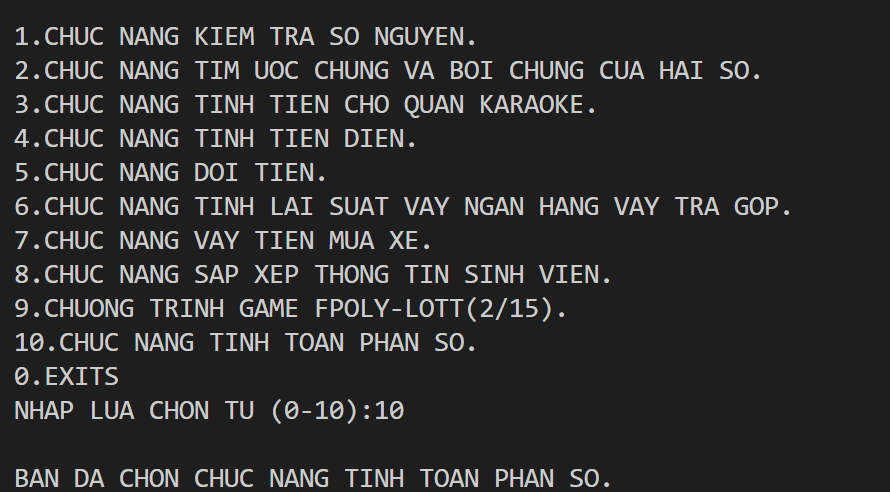 1.CHUC NANG KIEM TRA SO NGUYEN.
2.CHUC NANG TIM UOC CHUNG VA BOI CHUNG CUA HAI SO.
3.CHUC NANG TINH TIEN CHO QUAN KARAOKE.
4.CHUC NANG TINH TIEN DIEN.
5.CHUC NANG DOI TIEN.
6.CHUC NANG TINH LAI SUAT VAY NGAN HANG VAY TRA GOP.
7.CHUC NANG VAY TIEN MUA XE.
8.CHUC NANG SAP XEP THONG TIN SINH VIEN.
9.CHUONG TRINH GAME FPOLY-LOTT(2/15).
10.CHUC NANG TINH TOAN PHAN SO.
0.EXITS
NHAP LUA CHON TU (0-10):10
BAN DA CHON CHUC NANG TINH TOAN PHAN SO.